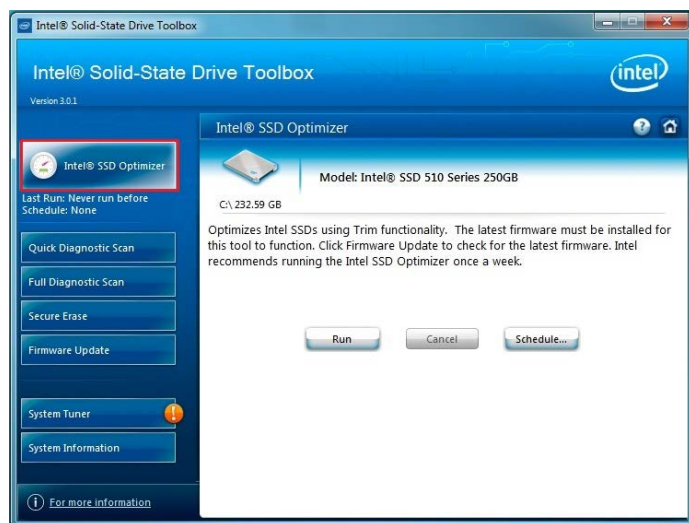 Intel® Solid-State Drive Toolbox
Intel® Solid-State Drive Toolbox
Version 3.0.1
intel
Intel® SSD Optimizer
Last Run: Never run before
Schedule: None
Quick Diagnostic Scan
Full Diagnostic Scan
Secure Erase
Firmware Update
System Tuner
!
System Information
i
For more information
Intel® SSD Optimizer
?
Model: Intel® SSD 510 Series 250GB
C:\ 232.59 GB
Optimizes Intel SSDs using Trim functionality. The latest firmware must be installed for
this tool to function. Click Firmware Update to check for the latest firmware. Intel
recommends running the Intel SSD Optimizer once a week.
Run
Cancel
Schedule...